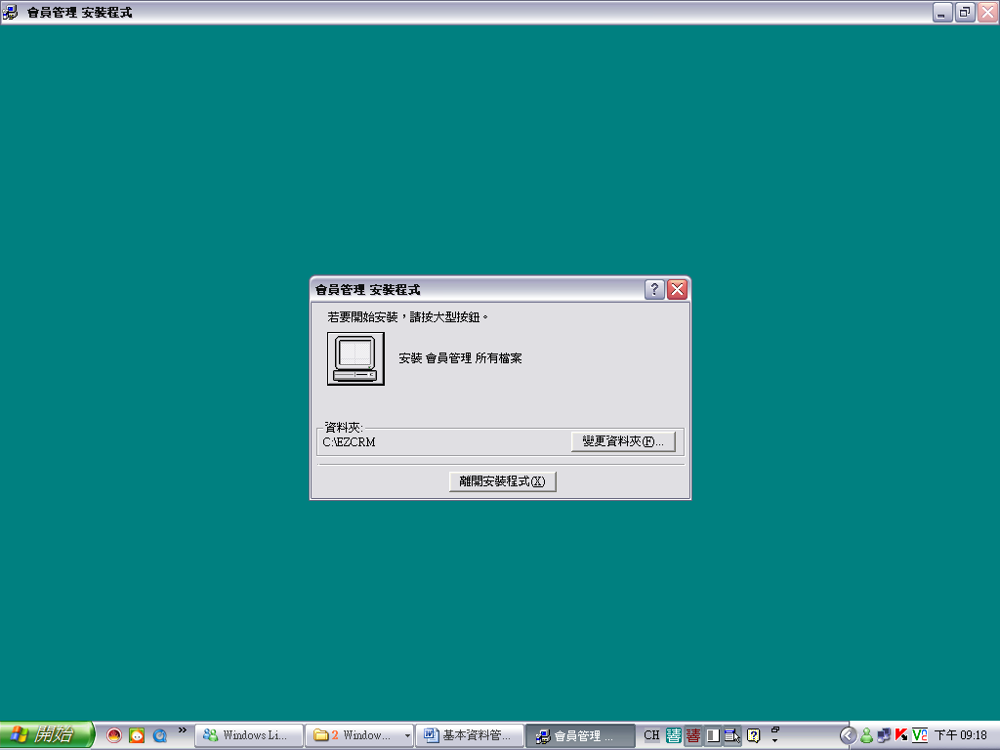 會員管理 安裝程式
會員管理 安裝程式
若要開始安裝，請按大型按鈕。
安裝 會員管理 所有檔案
資料夾:
C:\EZCRM
變更資料夾(F)...
離開安裝程式(X)
開始
Windows Li...
2 Window...
基本資料管...
會員管理 ...
CH
下午 09:18